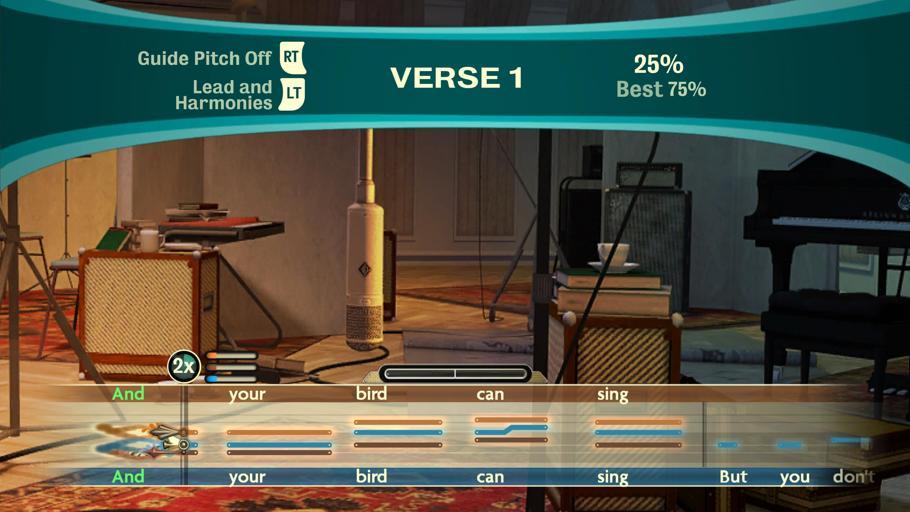 Guide Pitch Off RT
Lead and
Harmonies LT
VERSE 1
25%
Best 75%
STEINWAY
2x
And your bird can sing
And your bird can sing But you don't